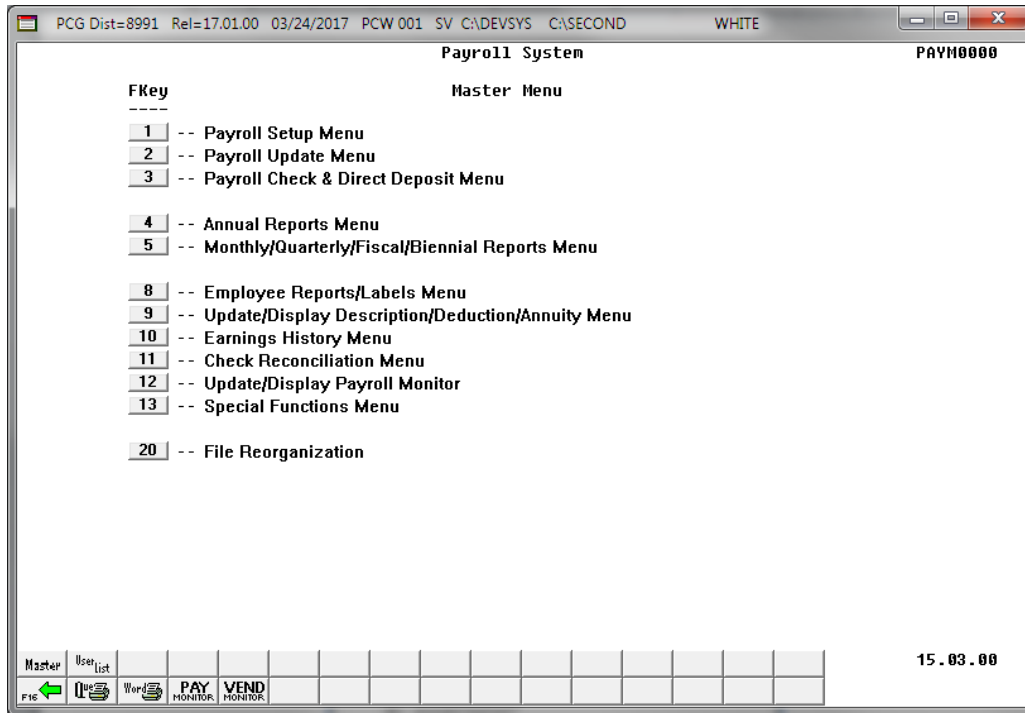 PCG Dist=8991 Rel=17.01.00 03/24/2017 PCW 001 SV C:\DEVSYS C:\SECOND WHITE
Payroll System PAYM0000
FKey Master Menu
----
1 -- Payroll Setup Menu
2 -- Payroll Update Menu
3 -- Payroll Check & Direct Deposit Menu
4 -- Annual Reports Menu
5 -- Monthly/Quarterly/Fiscal/Biennial Reports Menu
8 -- Employee Reports/Labels Menu
9 -- Update/Display Description/Deduction/Annuity Menu
10 -- Earnings History Menu
11 -- Check Reconciliation Menu
12 -- Update/Display Payroll Monitor
13 -- Special Functions Menu
20 -- File Reorganization
Master User List 15.03.00
F16 Que Word PAY MONITOR VEND MONITOR